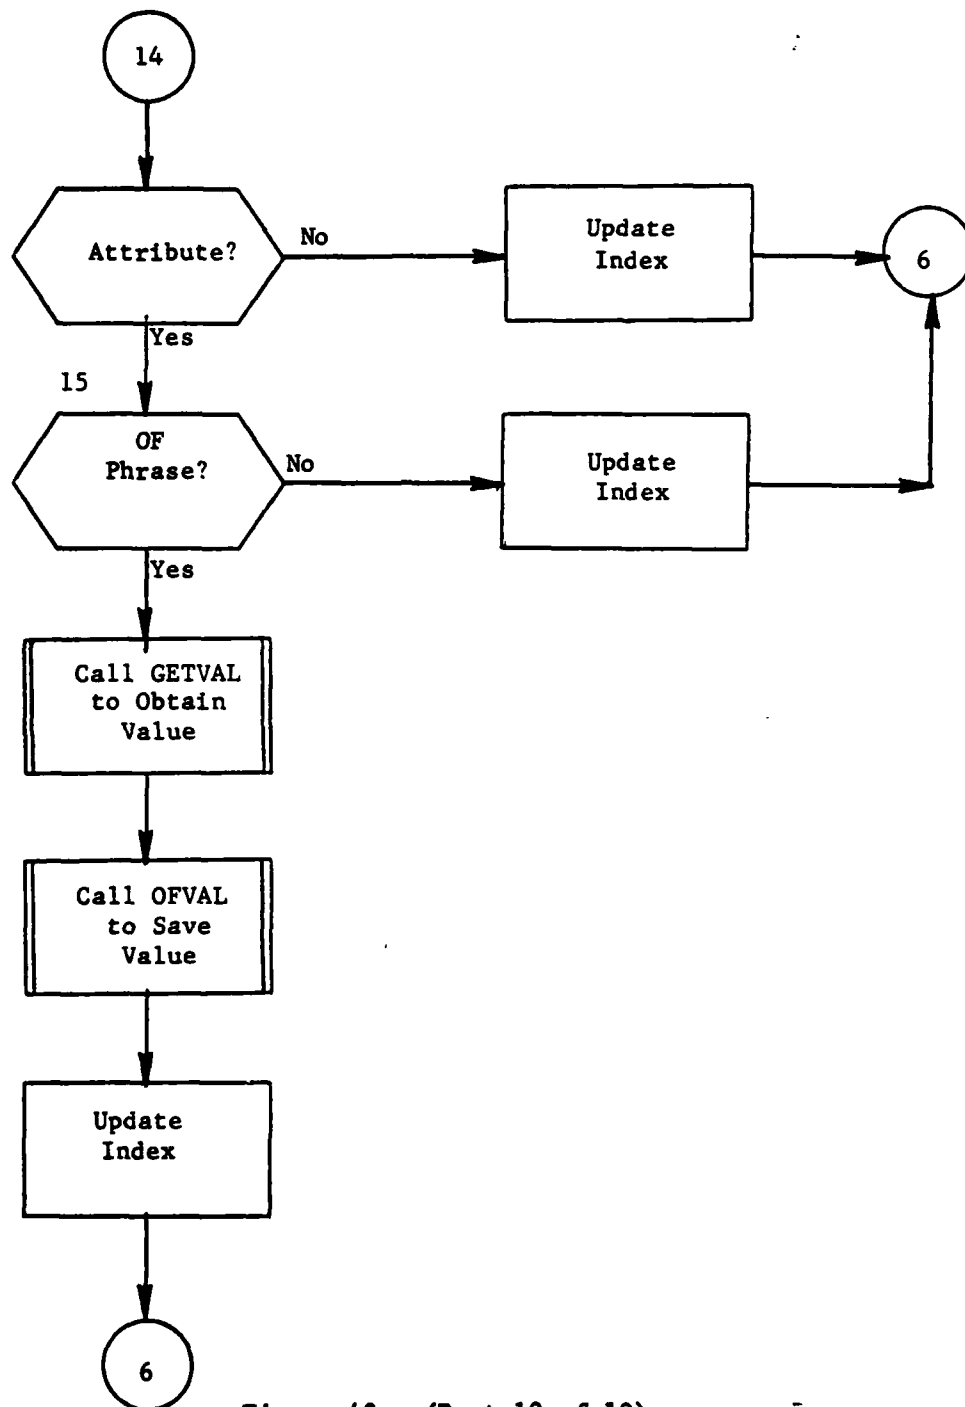 14
Attribute?
No
Update
Index
6
Yes
15
OF
Phrase?
No
Update
Index
Yes
Call GETVAL
to Obtain
Value
Call OFVAL
to Save
Value
Update
Index
6